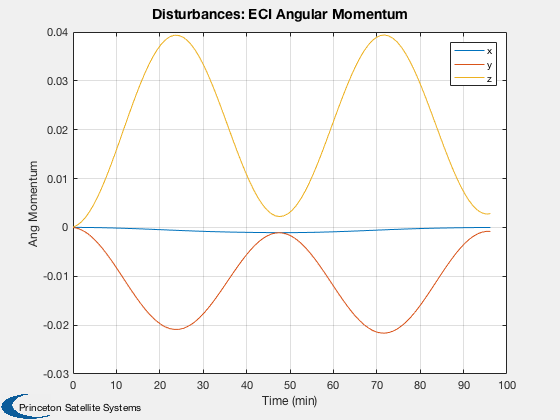 Disturbances: ECI Angular Momentum
x
y
z
Ang Momentum
0.04
0.03
0.02
0.01
0
-0.01
-0.02
-0.03
0 10 20 30 40 50 60 70 80 90 100
Time (min)
Princeton Satellite Systems